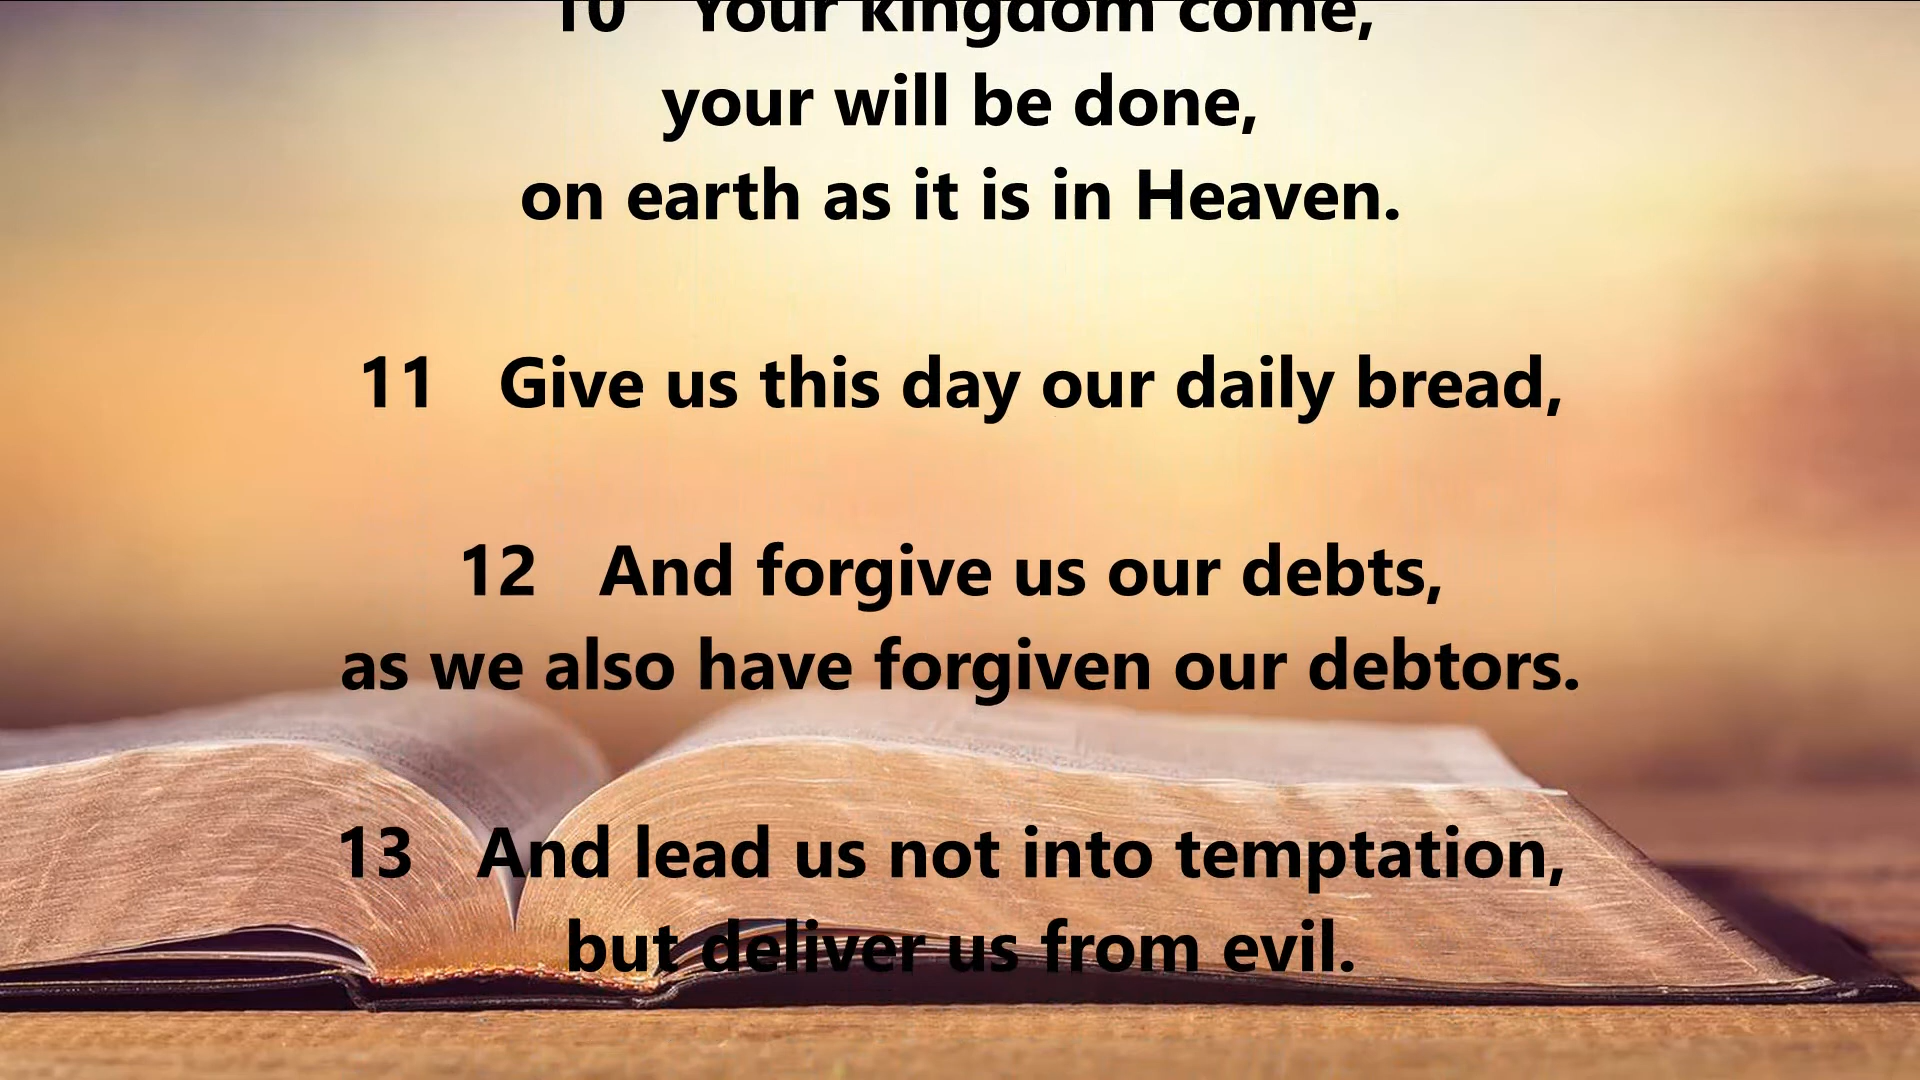 10 Your kingdom come,
your will be done,
on earth as it is in Heaven.
11 Give us this day our daily bread,
12 And forgive us our debts,
as we also have forgiven our debtors.
13 And lead us not into temptation,
but deliver us from evil.